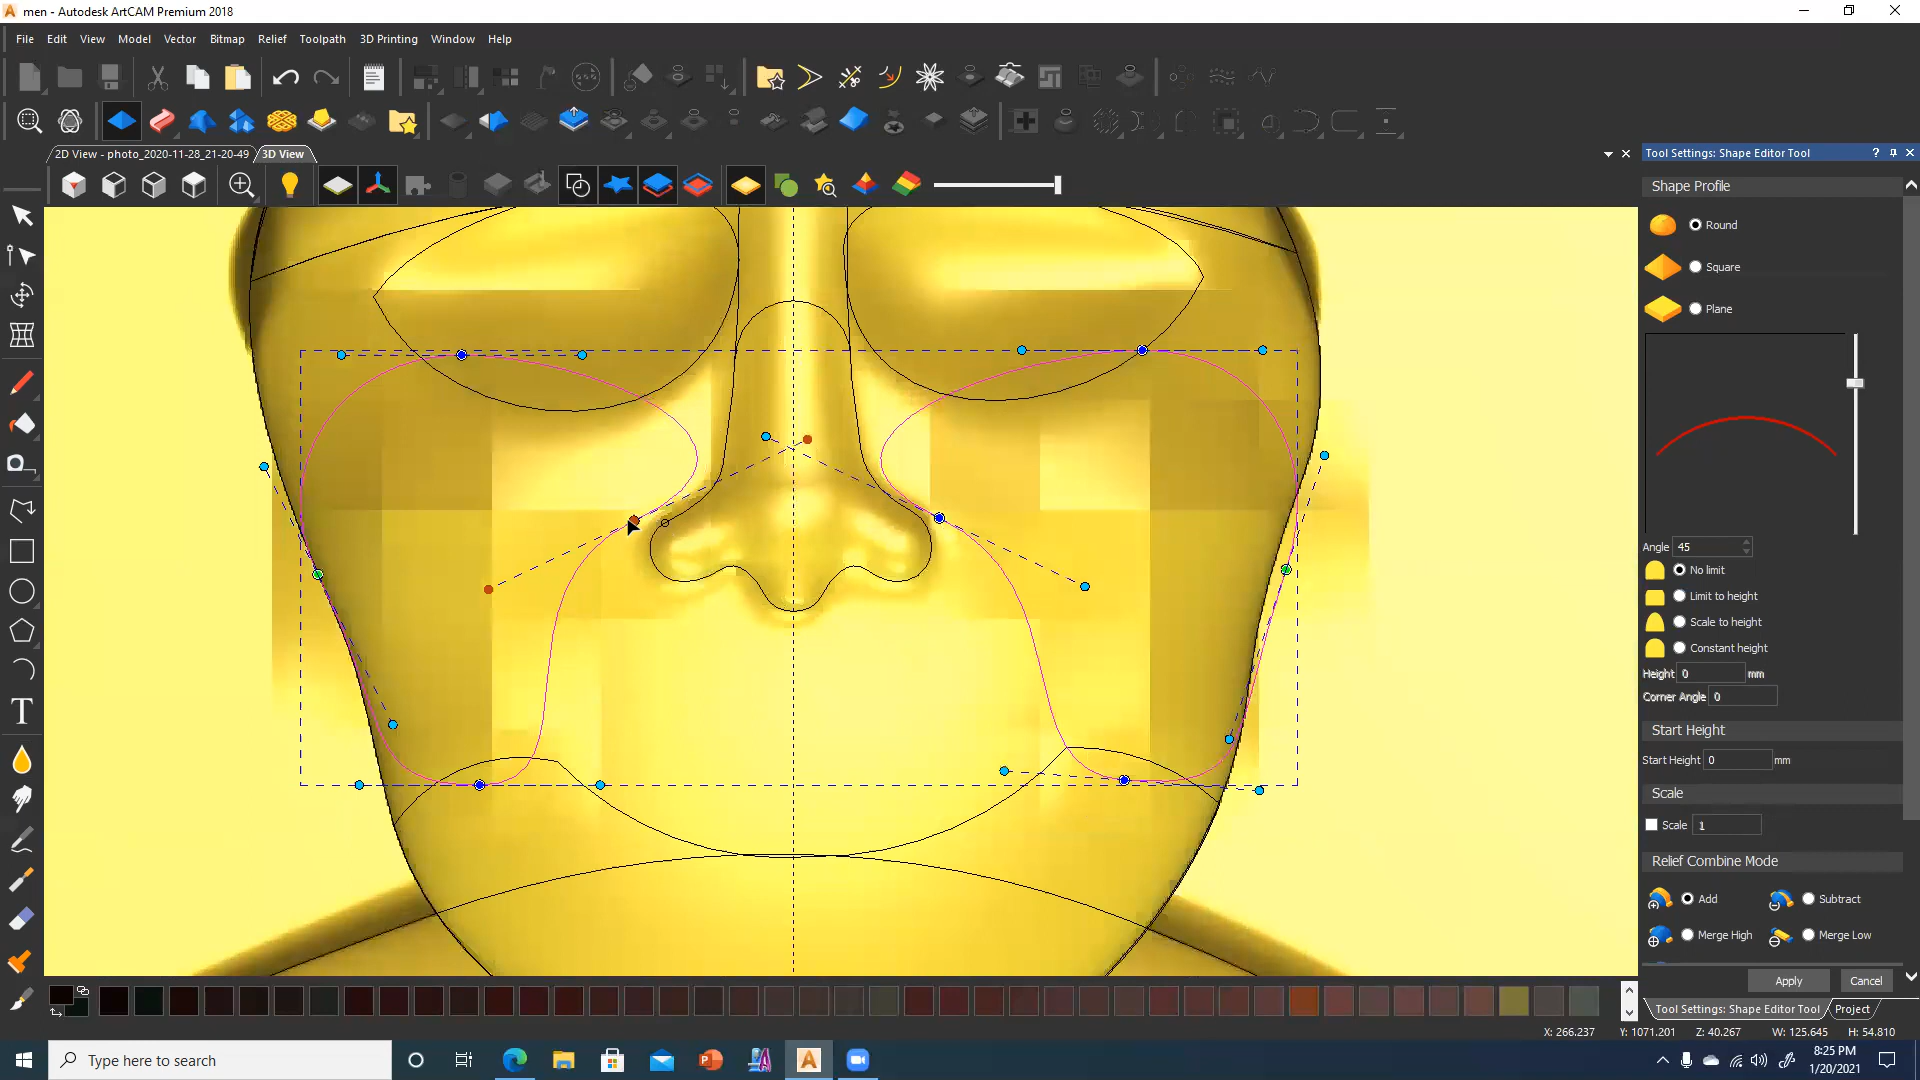 men - Autodesk ArtCAM Premium 2018
File Edit View Model Vector Bitmap Relief Toolpath 3D Printing Window Help
2D View - photo_2020-11-28_21-20-49 3D View
Tool Settings: Shape Editor Tool
Shape Profile
Round
Square
Plane
Angle 45
No limit
Limit to height
Scale to height
Constant height
Height 0 mm
Corner Angle 0
Start Height
Start Height 0 mm
Scale
Scale 1
Relief Combine Mode
Add Subtract
Merge High Merge Low
Apply Cancel
Tool Settings: Shape Editor Tool Project
X: 266.237 Y: 1071.201 Z: 40.267 W: 125.645 H: 54.810
Type here to search
8:25 PM
1/20/2021